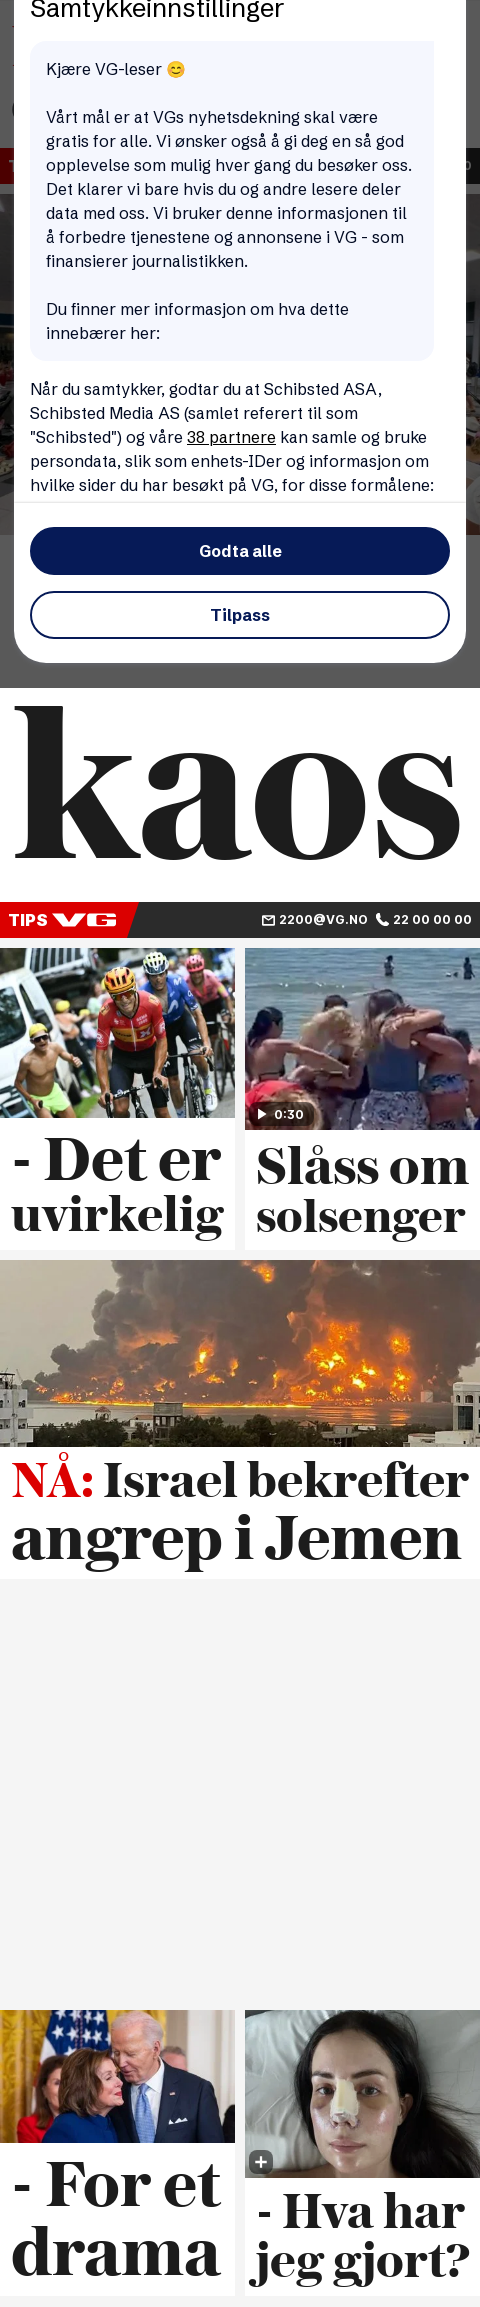 Samtykkeinnstillinger
Kjære VG-leser 😊
Vårt mål er at VGs nyhetsdekning skal være
gratis for alle. Vi ønsker også å gi deg en så god
opplevelse som mulig hver gang du besøker oss.
Det klarer vi bare hvis du og andre lesere deler
data med oss. Vi bruker denne informasjonen til
å forbedre tjenestene og annonsene i VG - som
finansierer journalistikken.
Du finner mer informasjon om hva dette
innebærer her:
Når du samtykker, godtar du at Schibsted ASA,
Schibsted Media AS (samlet referert til som
"Schibsted") og våre 38 partnere kan samle og bruke
persondata, slik som enhets-IDer og informasjon om
hvilke sider du har besøkt på VG, for disse formålene:
Godta alle
Tilpass
kaos
TIPS VG 2200@VG.NO 22 00 00 00
0:30
- Det er
uvirkelig
Slåss om
solsenger
NÅ: Israel bekrefter
angrep i Jemen
- For et
drama
- Hva har
jeg gjort?